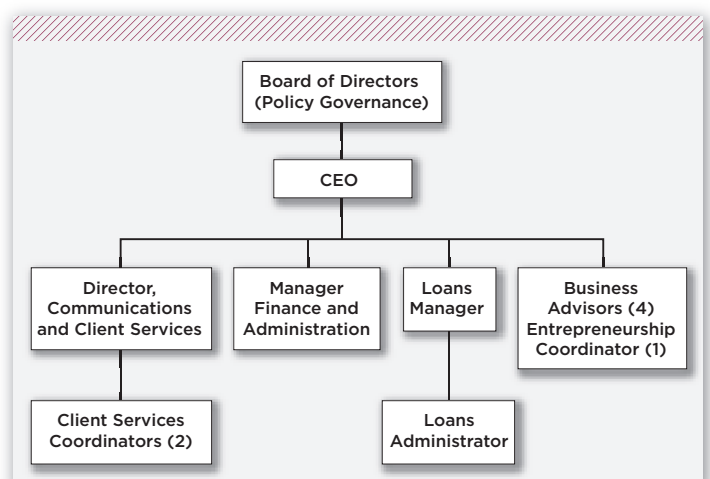 Board of Directors
(Policy Governance)
CEO
Director,
Communications
and Client Services
Manager
Finance and
Administration
Loans
Manager
Business
Advisors (4)
Entrepreneurship
Coordinator (1)
Client Services
Coordinators (2)
Loans
Administrator